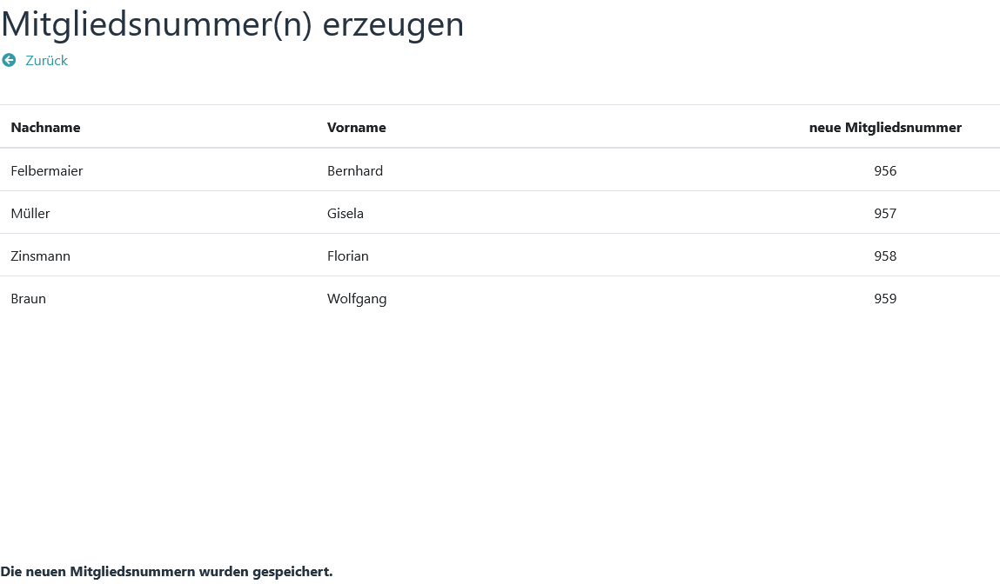 Mitgliedsnummer(n) erzeugen
Zurück
Nachname Vorname neue Mitgliedsnummer
Felbermaier Bernhard 956
Müller Gisela 957
Zinsmann Florian 958
Braun Wolfgang 959
Die neuen Mitgliedsnummern wurden gespeichert.